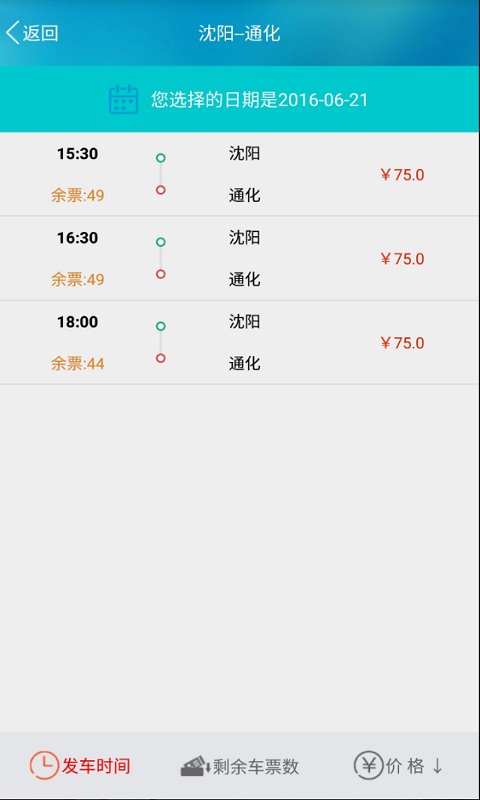 返回
沈阳--通化
您选择的日期是2016-06-21
15:30 沈阳
余票:49 通化
￥75.0
16:30 沈阳
余票:49 通化
￥75.0
18:00 沈阳
余票:44 通化
￥75.0
发车时间 剩余车票数 价格↓